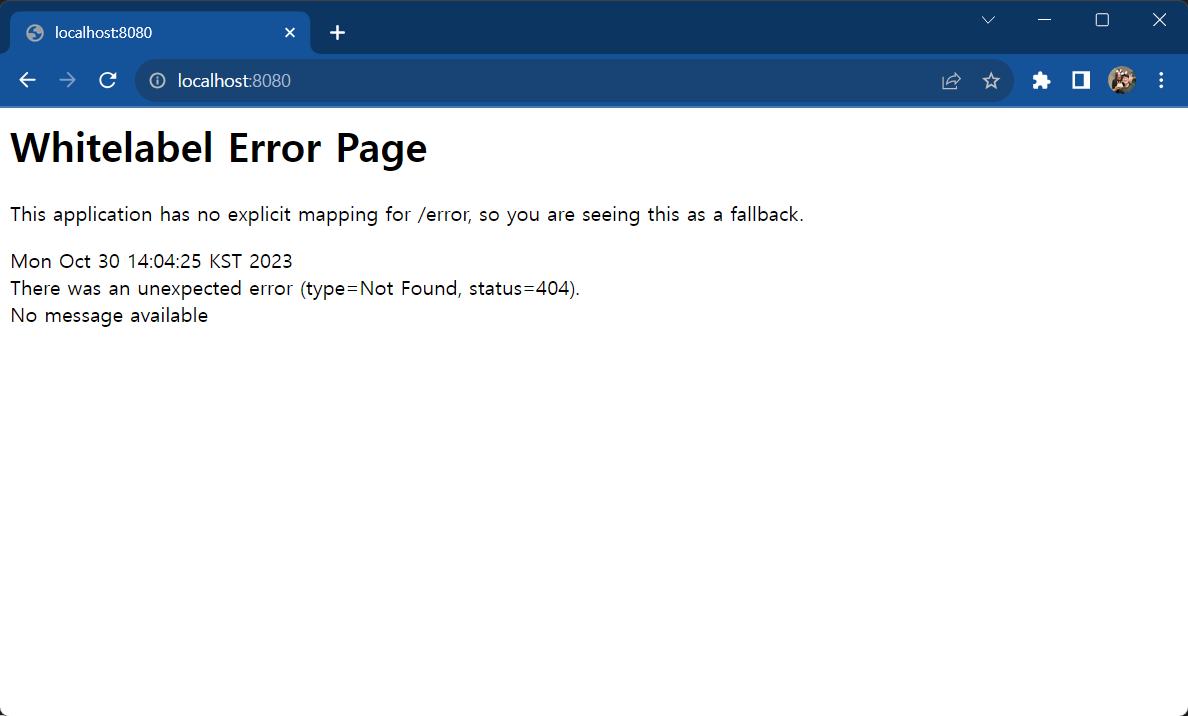 localhost:8080
localhost:8080
Whitelabel Error Page
This application has no explicit mapping for /error, so you are seeing this as a fallback.
Mon Oct 30 14:04:25 KST 2023
There was an unexpected error (type=Not Found, status=404).
No message available